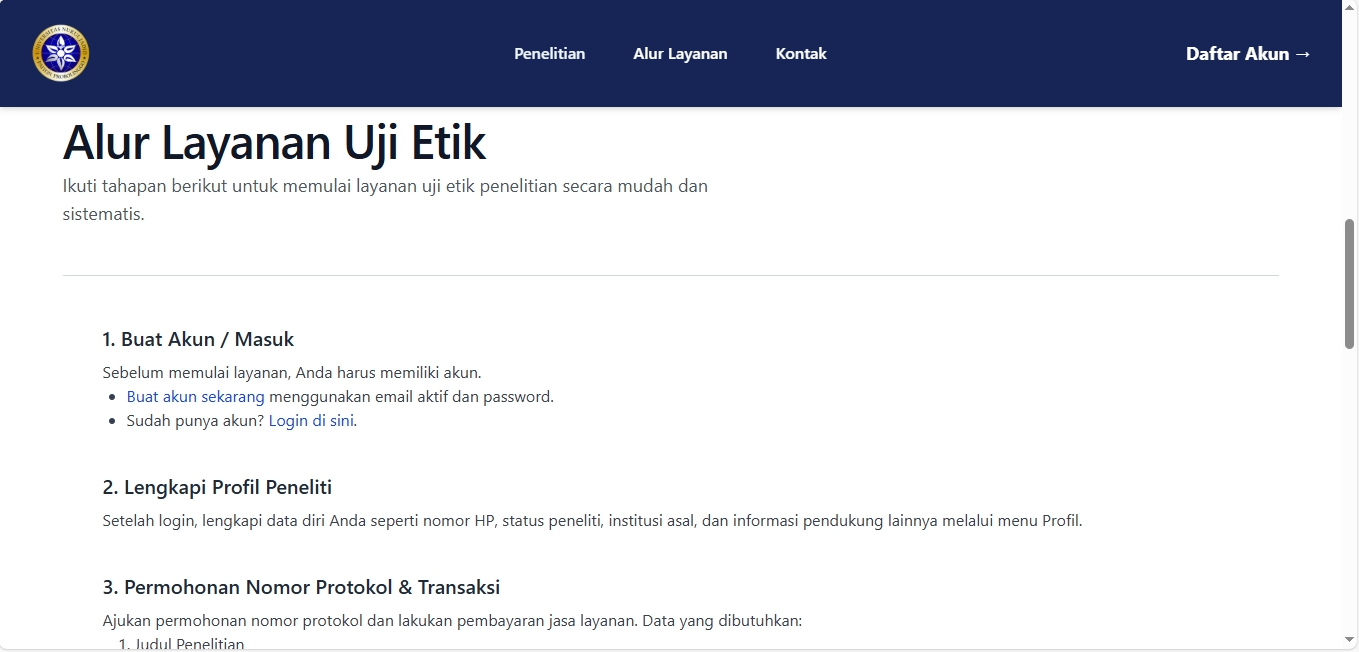 Penelitian
Alur Layanan
Kontak
Daftar Akun →
Alur Layanan Uji Etik
Ikuti tahapan berikut untuk memulai layanan uji etik penelitian secara mudah dan
sistematis.
1. Buat Akun / Masuk
Sebelum memulai layanan, Anda harus memiliki akun.
• Buat akun sekarang menggunakan email aktif dan password.
• Sudah punya akun? Login di sini.
2. Lengkapi Profil Peneliti
Setelah login, lengkapi data diri Anda seperti nomor HP, status peneliti, institusi asal, dan informasi pendukung lainnya melalui menu Profil.
3. Permohonan Nomor Protokol & Transaksi
Ajukan permohonan nomor protokol dan lakukan pembayaran jasa layanan. Data yang dibutuhkan:
1. Judul Penelitian